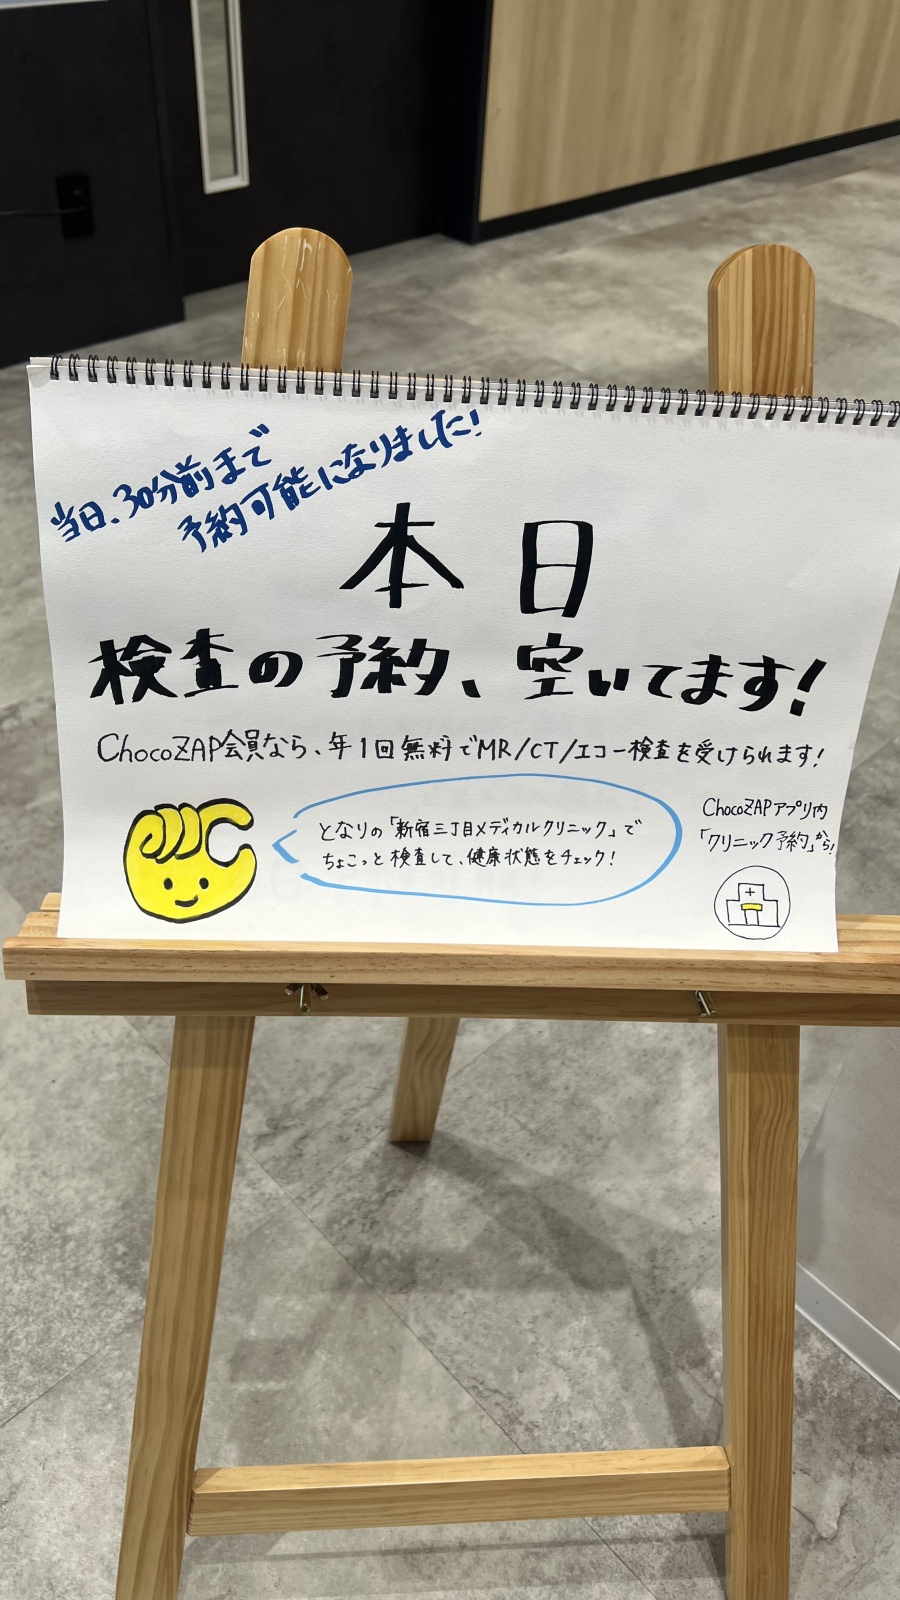 当日、30分前まで
予約可能になりました!
本日
検査の予約、空いてます!
ChocoZAP会員なら、年1回無料でMR/CT/エコー検査を受けられます!
となりの「新宿三丁目メディカルクリニック」で
ちょこっと検査して、健康状態をチェック!
ChocoZAPアプリ内
「クリニック予約」から!